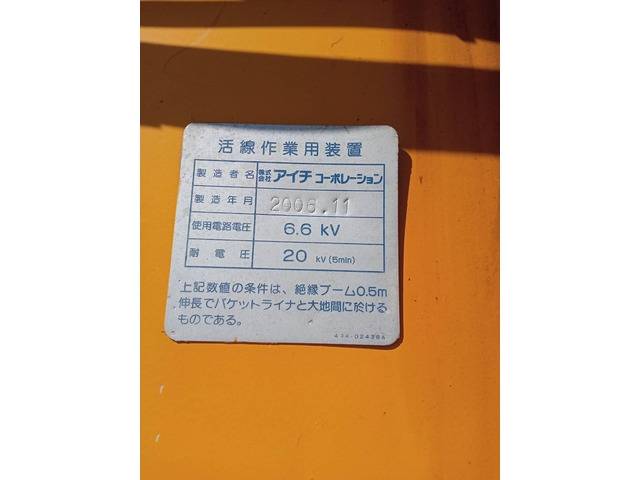 活線作業用装置
製造者名 株式会社 アイチ コーポレーション
製造年月 2006.11
使用電路電圧 6.6 kV
耐電圧 20 kV (5min)
上記数値の条件は、絶縁ブーム0.5m
伸長でバケットライナと大地間に於ける
ものである。